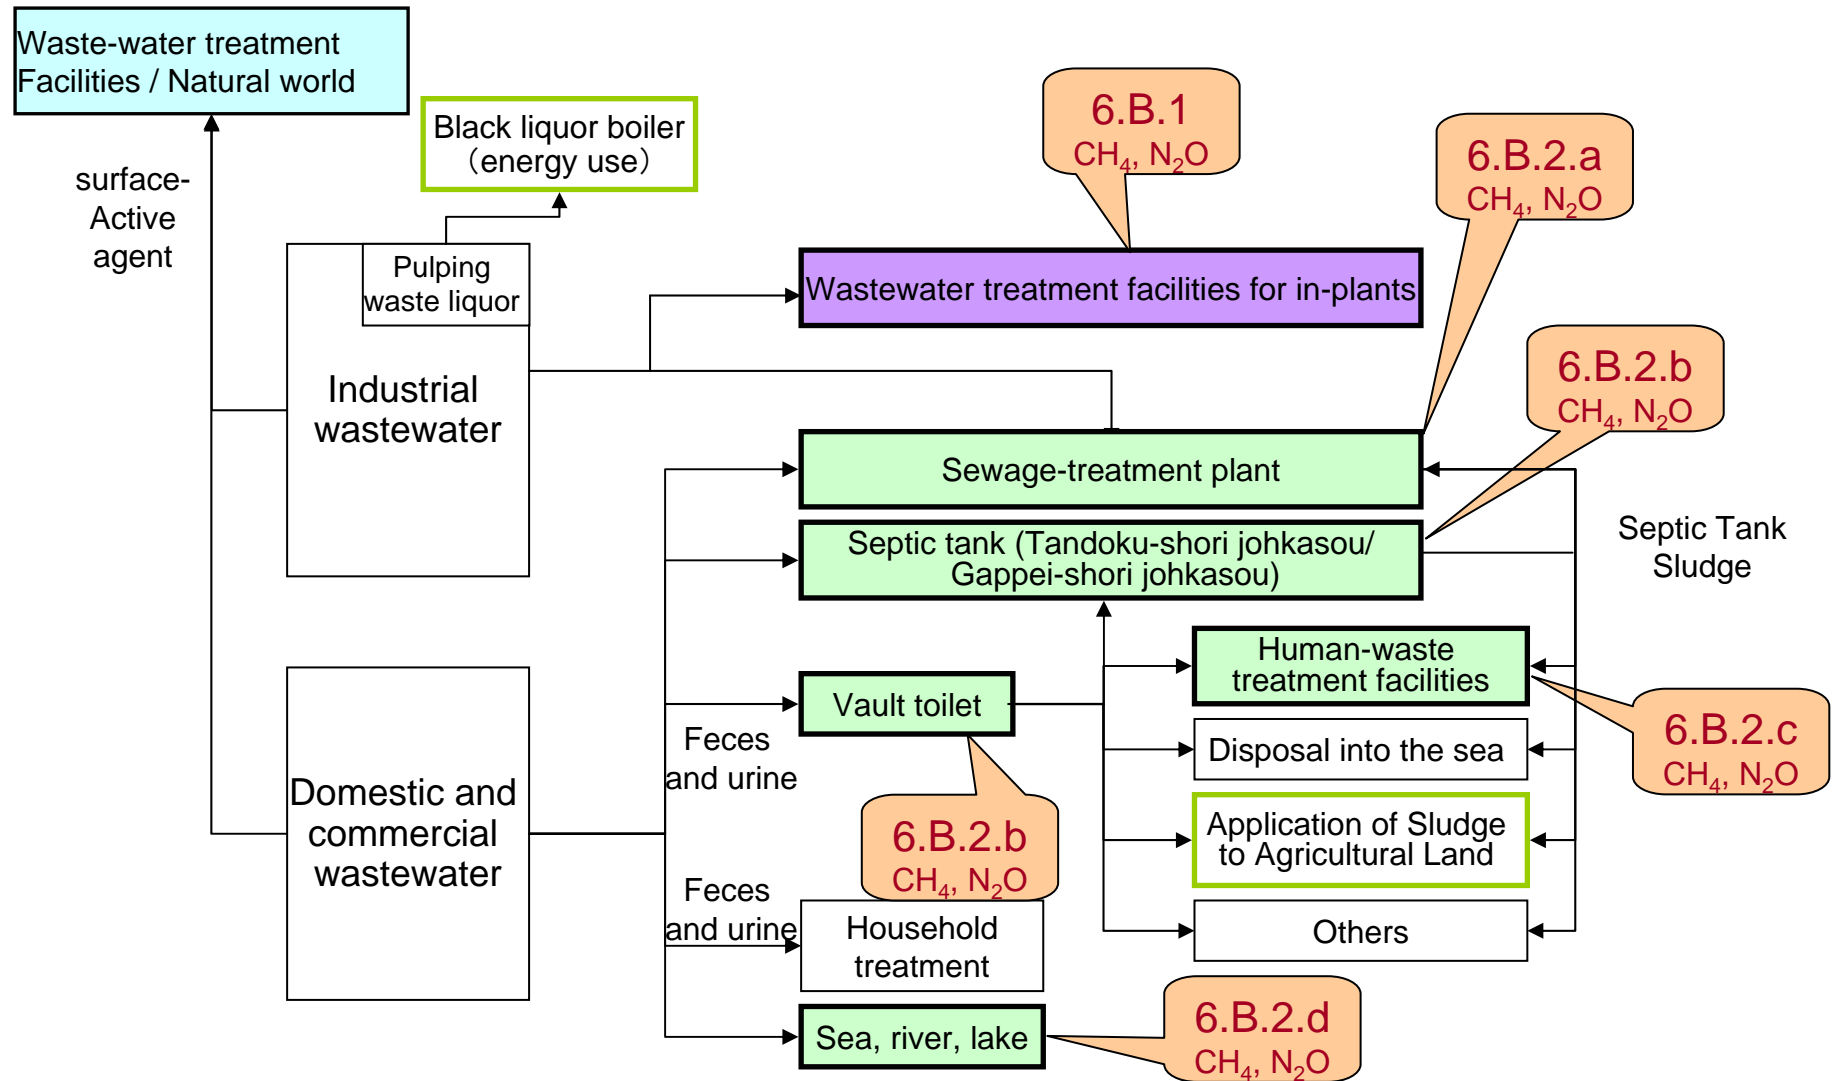 Waste-water treatment
Facilities / Natural world
Black liquor boiler
（energy use）
6.B.1
CH₄, N₂O
6.B.2.a
CH₄, N₂O
surface-
Active
agent
Pulping
waste liquor
Wastewater treatment facilities for in-plants
Industrial
wastewater
6.B.2.b
CH₄, N₂O
Sewage-treatment plant
Septic tank (Tandoku-shori johkasou/
Gappei-shori johkasou)
Septic Tank
Sludge
Human-waste
treatment facilities
Vault toilet
Feces
and urine
Disposal into the sea
6.B.2.c
CH₄, N₂O
Domestic and
commercial
wastewater
6.B.2.b
CH₄, N₂O
Application of Sludge
to Agricultural Land
Feces
and urine
Household
treatment
Others
Sea, river, lake
6.B.2.d
CH₄, N₂O